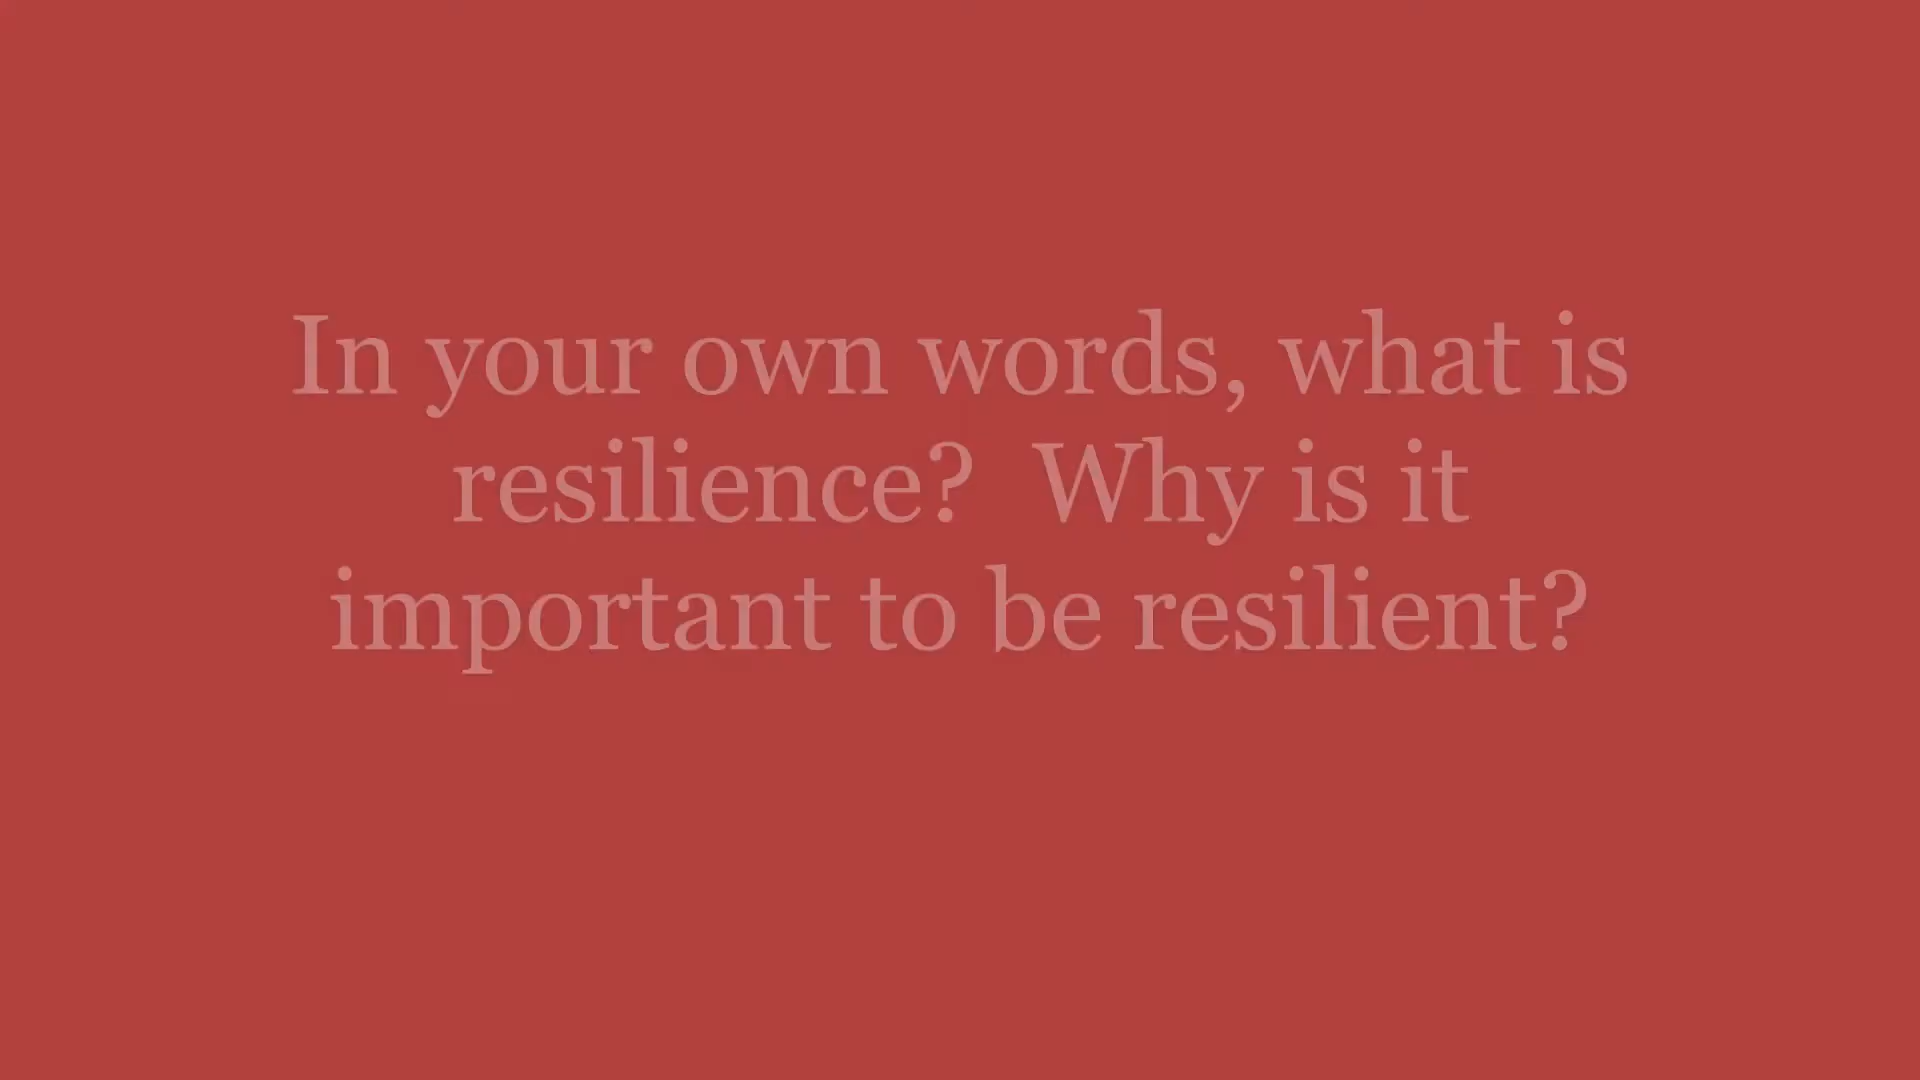 In your own words, what is
resilience?  Why is it
important to be resilient?